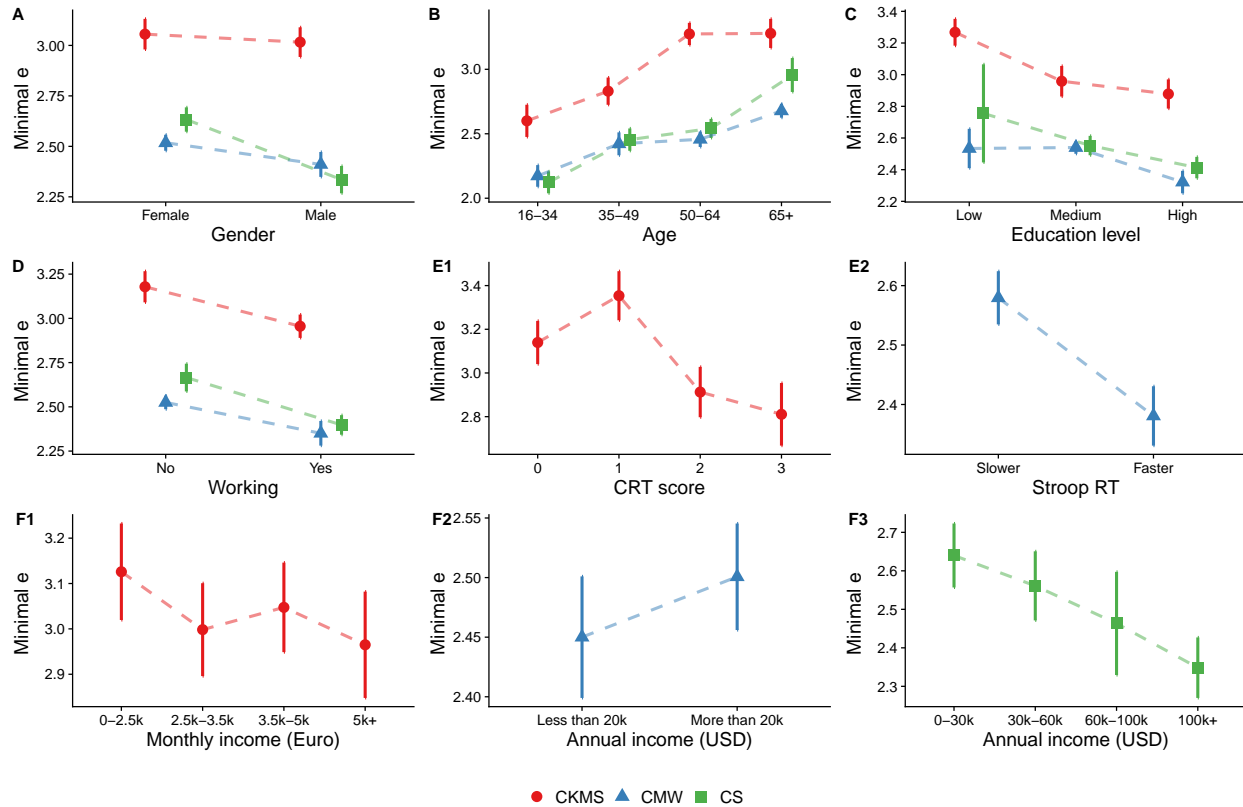 A
Minimal e
3.00
2.75
2.50
2.25
Female Male
Gender
B
Minimal e
3.0
2.5
2.0
16–34 35–49 50–64 65+
Age
C
Minimal e
3.4
3.2
3.0
2.8
2.6
2.4
2.2
Low Medium High
Education level
D
Minimal e
3.25
3.00
2.75
2.50
2.25
No Yes
Working
E1
Minimal e
3.4
3.2
3.0
2.8
0 1 2 3
CRT score
E2
Minimal e
2.6
2.5
2.4
Slower Faster
Stroop RT
F1
Minimal e
3.2
3.1
3.0
2.9
0–2.5k 2.5k–3.5k 3.5k–5k 5k+
Monthly income (Euro)
F2
Minimal e
2.55
2.50
2.45
2.40
Less than 20k More than 20k
Annual income (USD)
F3
Minimal e
2.7
2.6
2.5
2.4
2.3
0–30k 30k–60k 60k–100k 100k+
Annual income (USD)
CKMS CMW CS